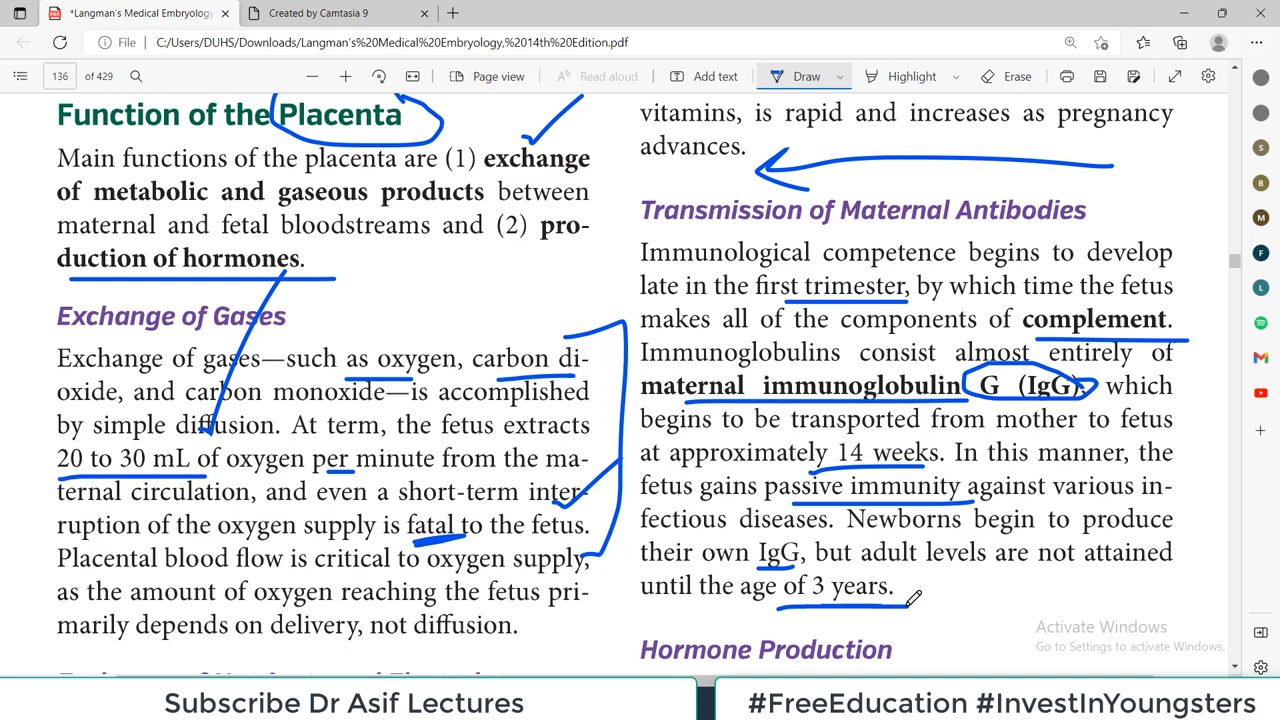 *Langman's Medical Embryology
Created by Camtasia 9
File
C:/Users/DUHS/Downloads/Langman's%20Medical%20Embryology,%2014th%20Edition.pdf
136 of 429
Page view
Read aloud
Add text
Draw
Highlight
Erase
Function of the Placenta
Main functions of the placenta are (1) exchange
of metabolic and gaseous products between
maternal and fetal bloodstreams and (2) pro-
duction of hormones.
Exchange of Gases
Exchange of gases—such as oxygen, carbon di-
oxide, and carbon monoxide—is accomplished
by simple diffusion. At term, the fetus extracts
20 to 30 mL of oxygen per minute from the ma-
ternal circulation, and even a short-term inter-
ruption of the oxygen supply is fatal to the fetus.
Placental blood flow is critical to oxygen supply,
as the amount of oxygen reaching the fetus pri-
marily depends on delivery, not diffusion.
vitamins, is rapid and increases as pregnancy
advances.
Transmission of Maternal Antibodies
Immunological competence begins to develop
late in the first trimester, by which time the fetus
makes all of the components of complement.
Immunoglobulins consist almost entirely of
maternal immunoglobulin G (IgG), which
begins to be transported from mother to fetus
at approximately 14 weeks. In this manner, the
fetus gains passive immunity against various in-
fectious diseases. Newborns begin to produce
their own IgG, but adult levels are not attained
until the age of 3 years.
Hormone Production
Activate Windows
Go to Settings to activate Windows.
Subscribe Dr Asif Lectures
#FreeEducation #InvestInYoungsters